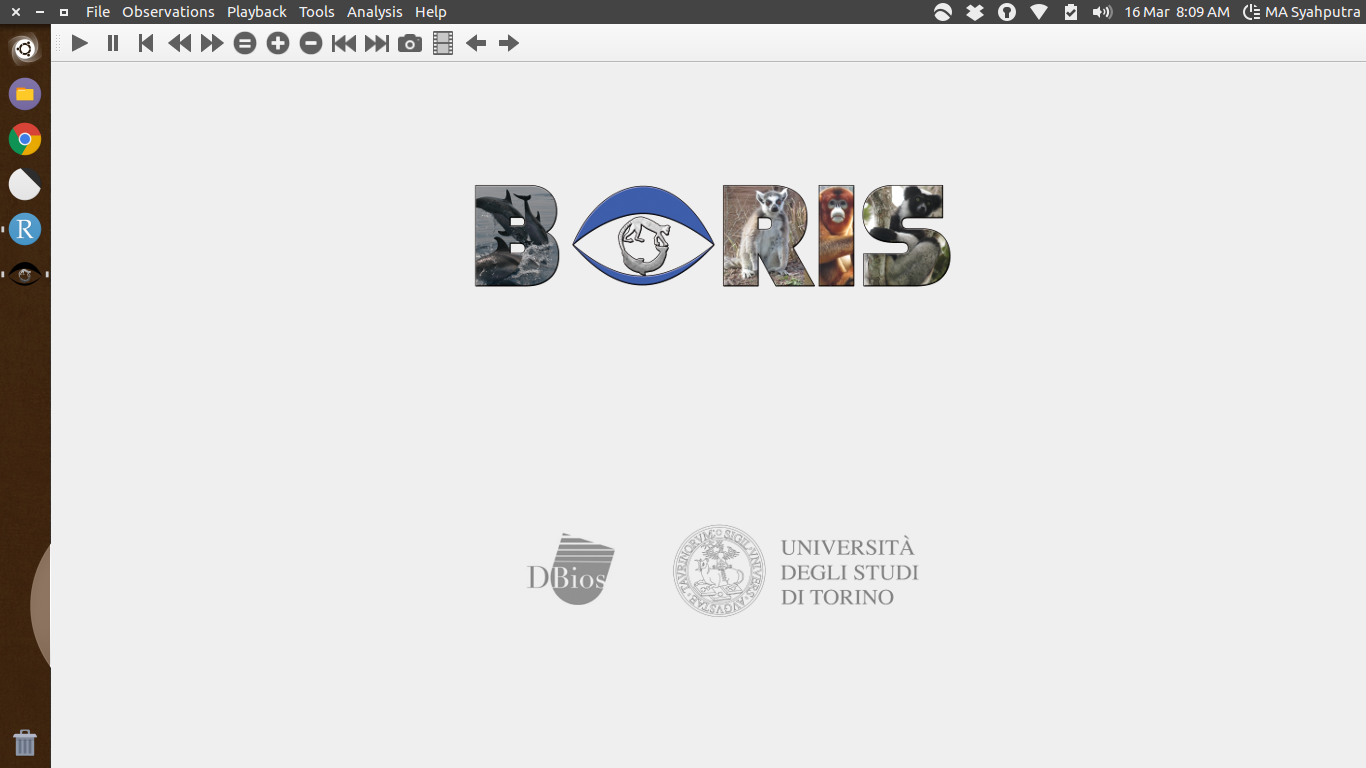 File Observations Playback Tools Analysis Help 16 Mar 8:09 AM MA Syahputra
R
BORIS
DBios
UNIVERSITÀ
DEGLI STUDI
DI TORINO